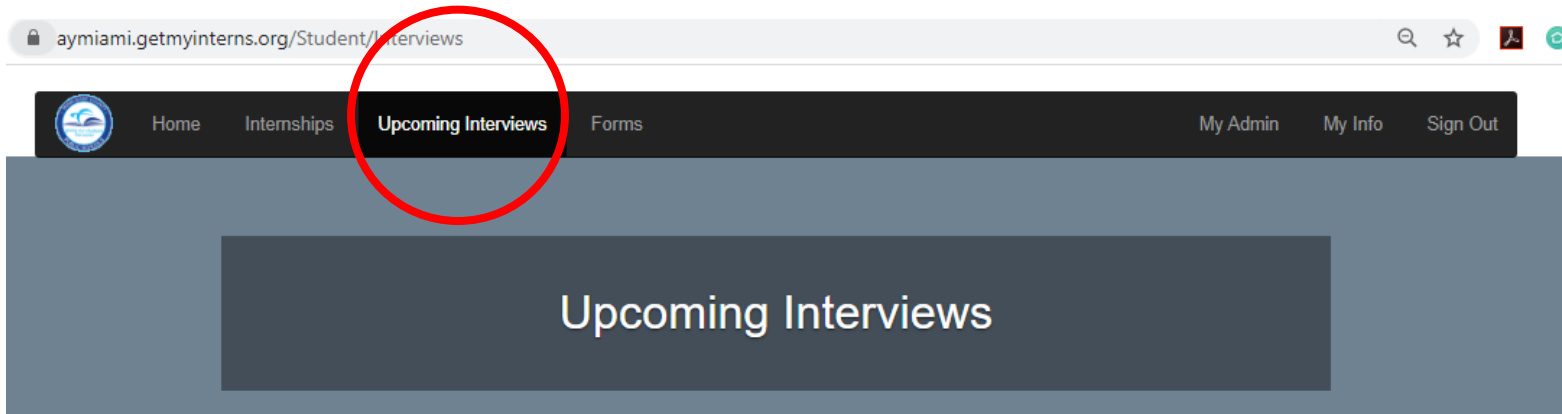 aymiami.getmyinterns.org/Student/Interviews
Home Internships Upcoming Interviews Forms My Admin My Info Sign Out
Upcoming Interviews